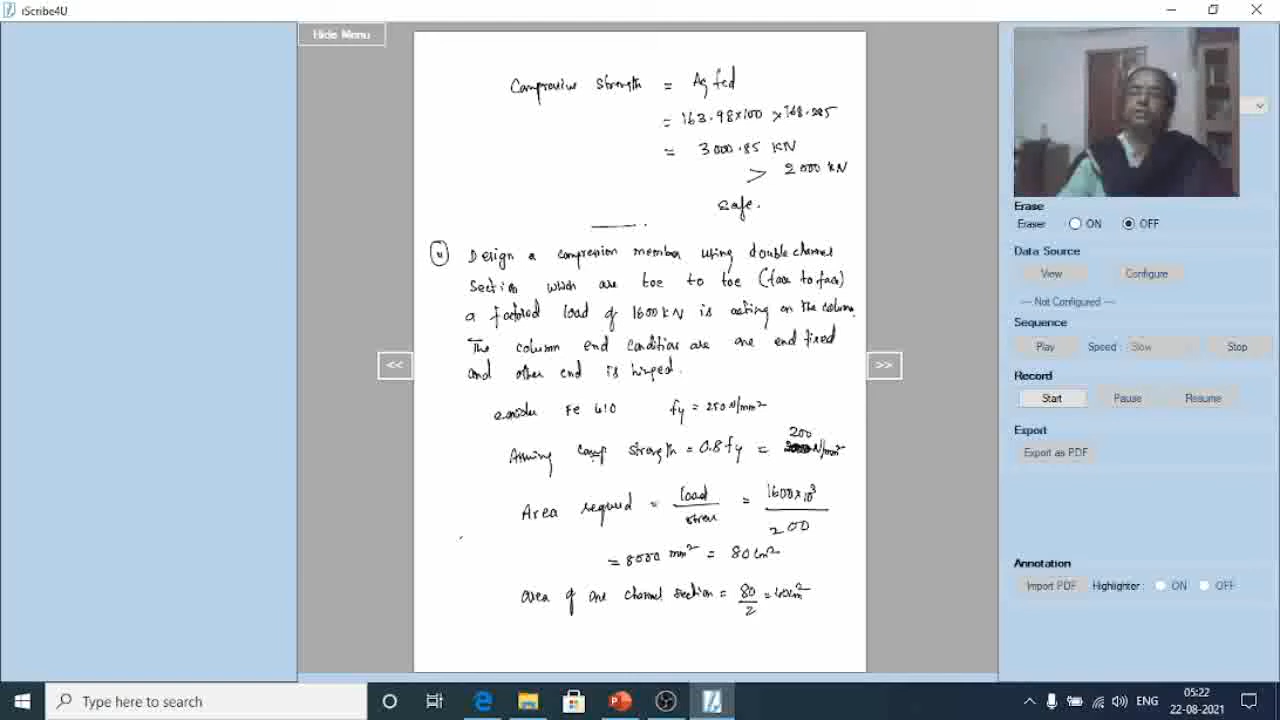 iScribe4U
Hide Menu
Compressive Strength = Ag fcd
= 163.98x100 x 168.285
= 3000.85 KN
> 2000 KN
safe.
Design a compression member using double channel
Section which are toe to toe (face to face)
a factored load of 1600 KN is acting on the column.
The column end conditions are one end fixed
and other end is hinged.
Fe 410 fy = 250 N/mm²
Assuming comp strength = 0.8 fy = 200 N/mm²
Area required = load/stress = 1600x10³/200
= 8000 mm² = 80 cm²
area of one channel section = 80/2 = 40cm²
<<
>>
Erase
Eraser ON OFF
Data Source
View Configure
--- Not Configured ---
Sequence
Play Speed : Slow Stop
Record
Start Pause Resume
Export
Export as PDF
Annotation
Import PDF Highlighter : ON OFF
Type here to search
ENG
05:22
22-08-2021